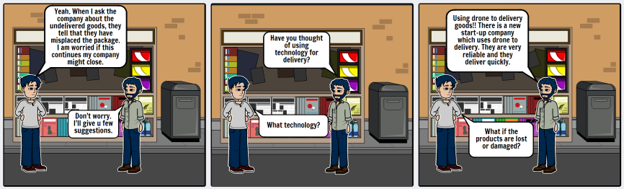 Yeah, When I ask the
company about the
undelivered goods, they
tell that they have
misplaced the package.
I am worried if this
continues my company
might close.
Don't worry.
I'll give u few
suggestions.
Have you thought
of using
technology for
delivery?
What technology?
Using drone to delivery
goods!! There is a new
start-up company
which uses drone to
delivery. They are very
reliable and they
deliver quickly.
What if the
products are lost
or damaged?